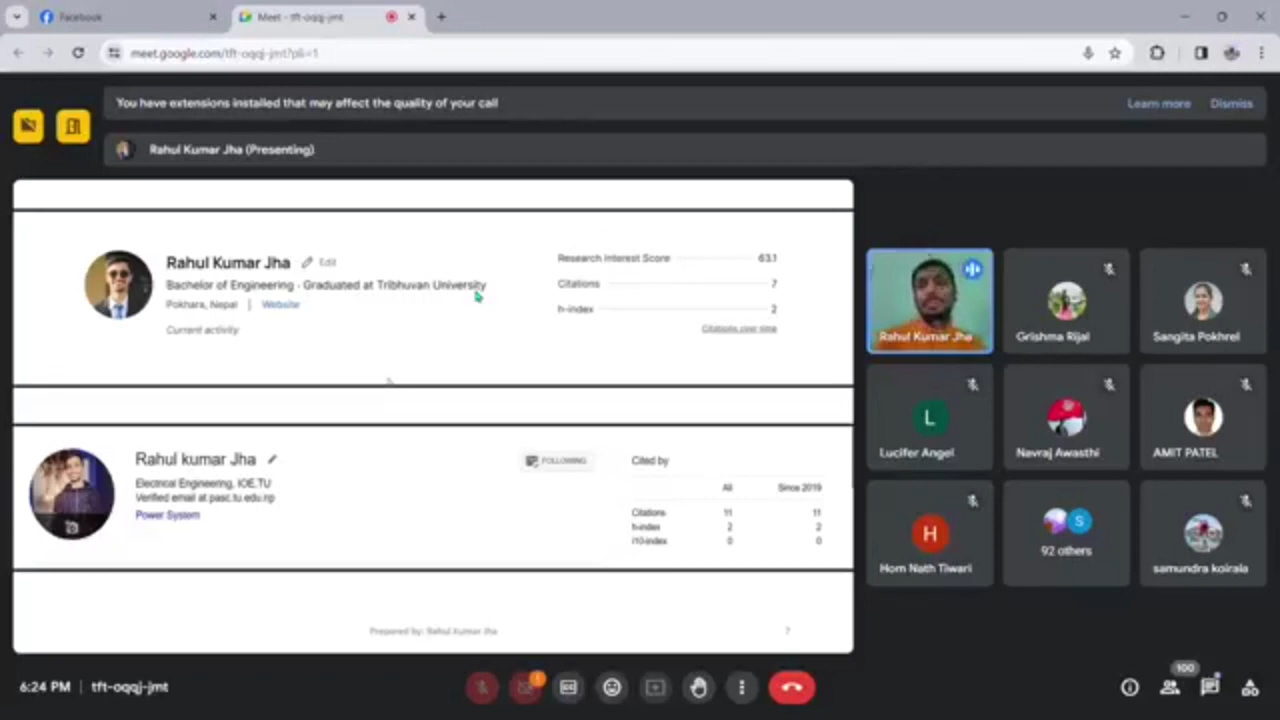 Facebook
Meet - tft-oqqj-jmt
meet.google.com/tft-oqqj-jmt?pli=1
You have extensions installed that may affect the quality of your call
Learn more
Dismiss
Rahul Kumar Jha (Presenting)
Rahul Kumar Jha Edit
Bachelor of Engineering · Graduated at Tribhuvan University
Pokhara, Nepal | Website
Current activity
Research Interest Score 63.1
Citations 7
h-index 2
Citations over time
Rahul kumar Jha
Electrical Engineering, IOE,TU
Verified email at pasc.tu.edu.np
Power System
FOLLOWING
Cited by
All Since 2019
Citations 11 11
h-index 2 2
i10-index 0 0
Prepared by: Rahul Kumar Jha 7
Rahul Kumar Jha
Grishma Rijal
Sangita Pokhrel
L
Lucifer Angel
Navraj Awasthi
AMIT PATEL
H
Hom Nath Tiwari
S
92 others
samundra koirala
6:24 PM | tft-oqqj-jmt
100